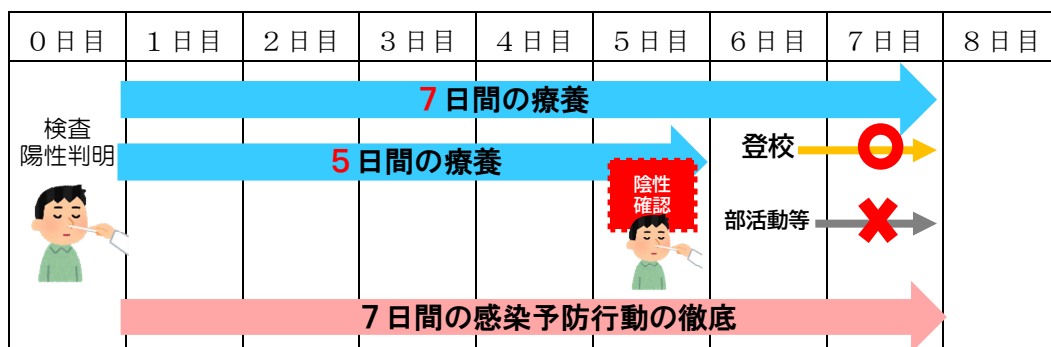 ０日目 １日目 ２日目 ３日目 ４日目 ５日目 ６日目 ７日目 ８日目
７日間の療養
検査
陽性判明
５日間の療養
登校
陰性
確認
部活動等
７日間の感染予防行動の徹底